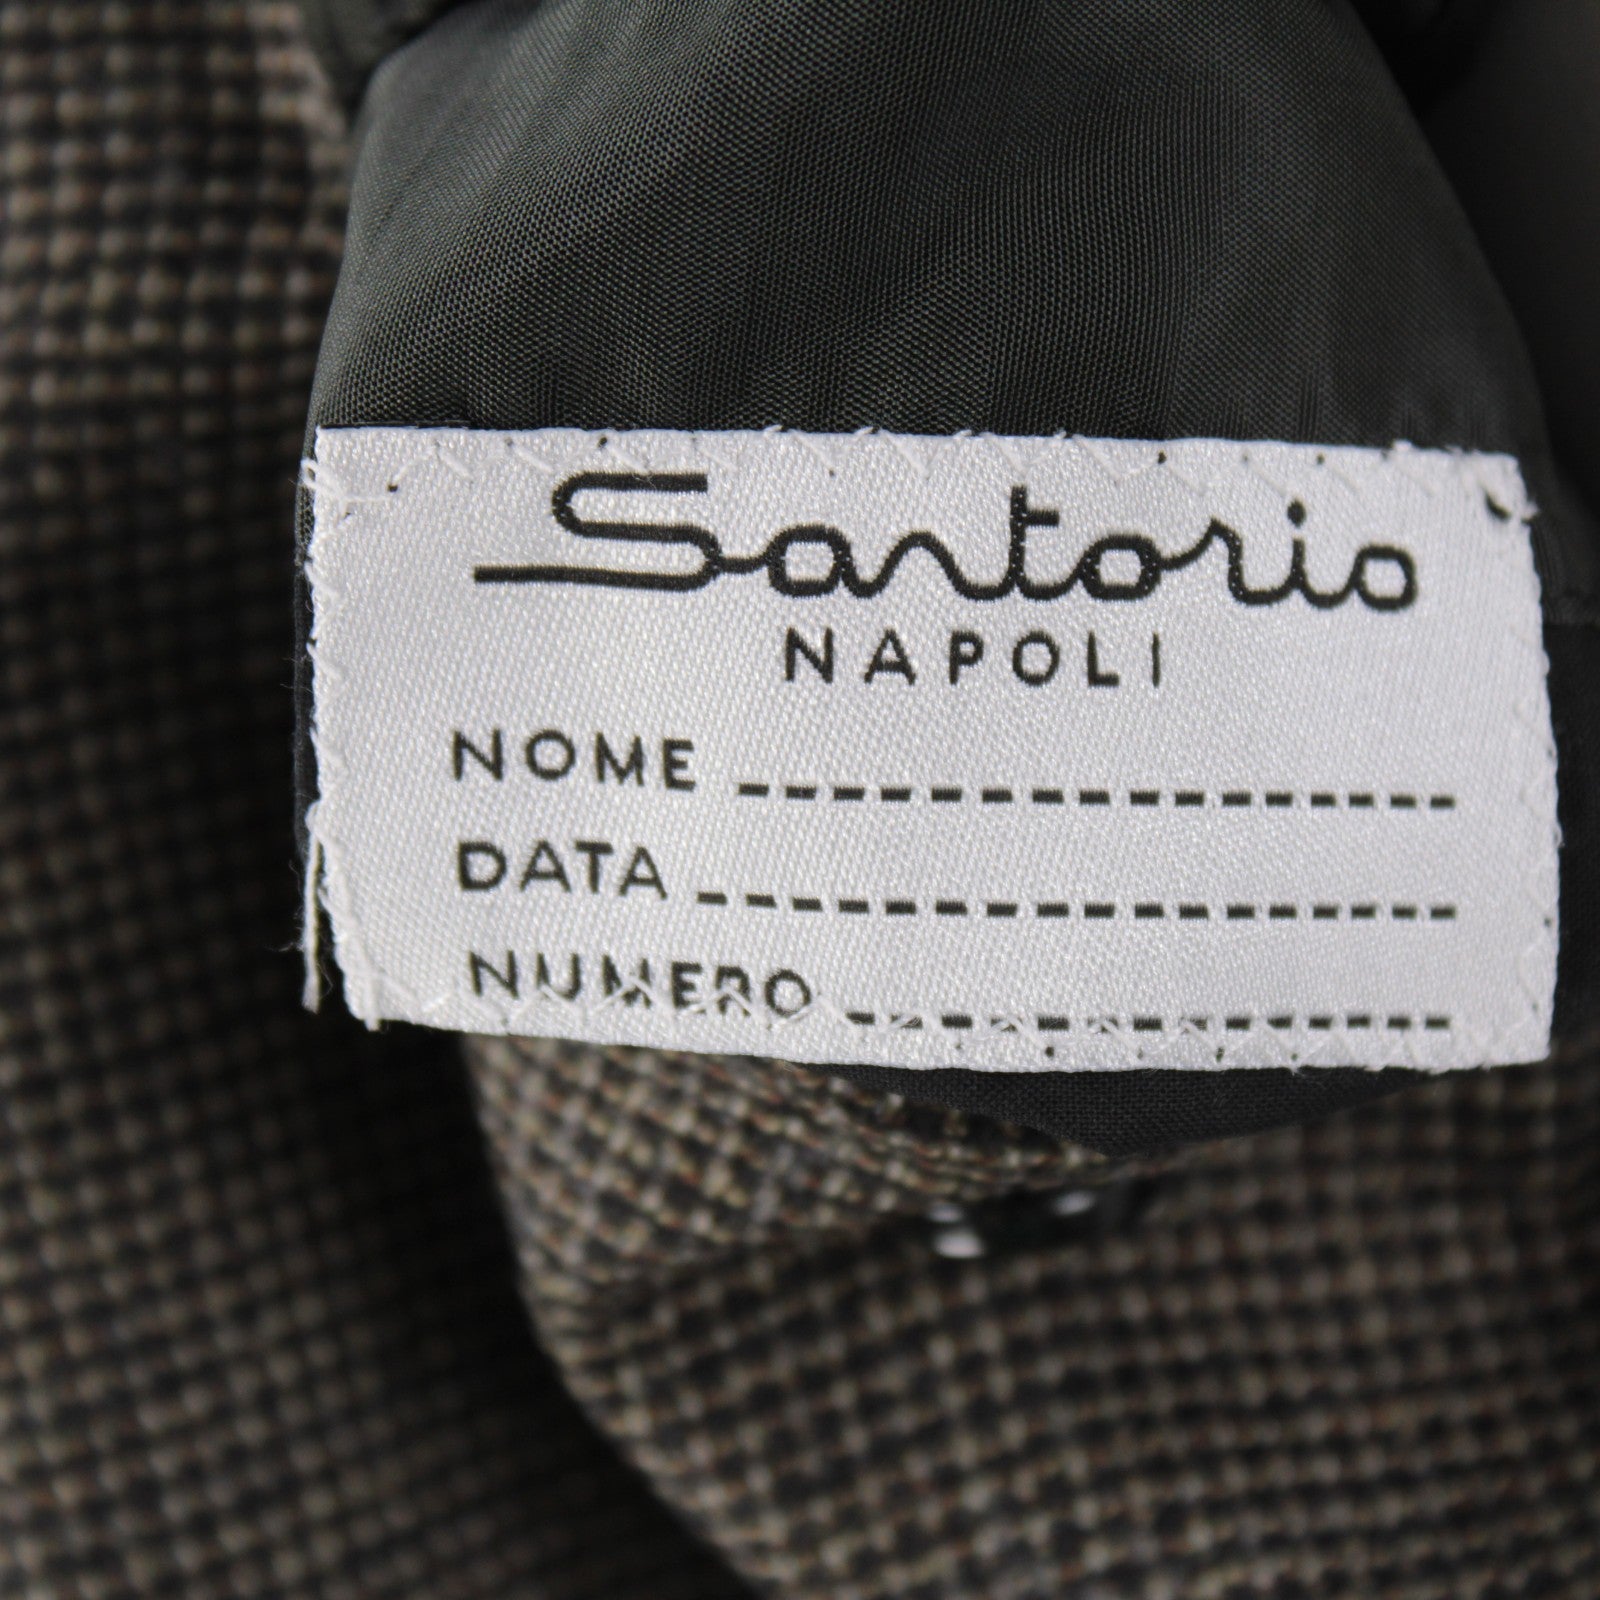 Sartorio
NAPOLI
NOME
DATA
NUMERO